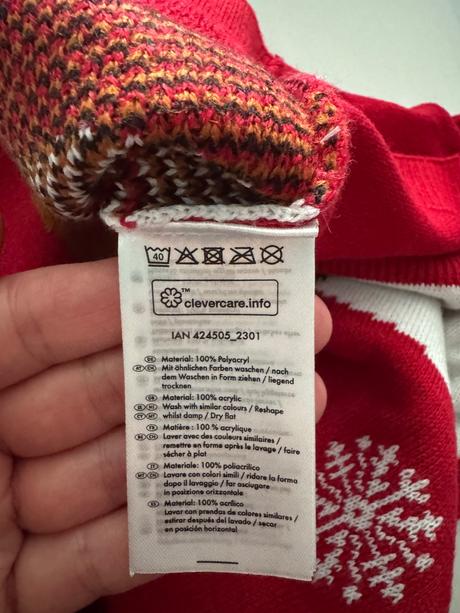 40
clevercare.info™
IAN 424505_2301
DE AT CH Material: 100% Polyacryl
Mit ähnlichen Farben waschen / nach
dem Waschen in Form ziehen / liegend
trocknen
Material: 100% acrylic
Wash with similar colours / Reshape
whilst damp / Dry flat
FR Matière : 100 % acrylique
BE CH Laver avec des couleurs similaires /
remettre en forme après le lavage / faire
sécher à plat
IT Materiale: 100% poliacrilico
MT CH Lavare con colori simili / ridare la forma
dopo il lavaggio / far asciugare
in posizione orizzontale
ES Material: 100% acrílico
Lavar con prendas de colores similares /
estirar después del lavado / secar
en posición horizontal